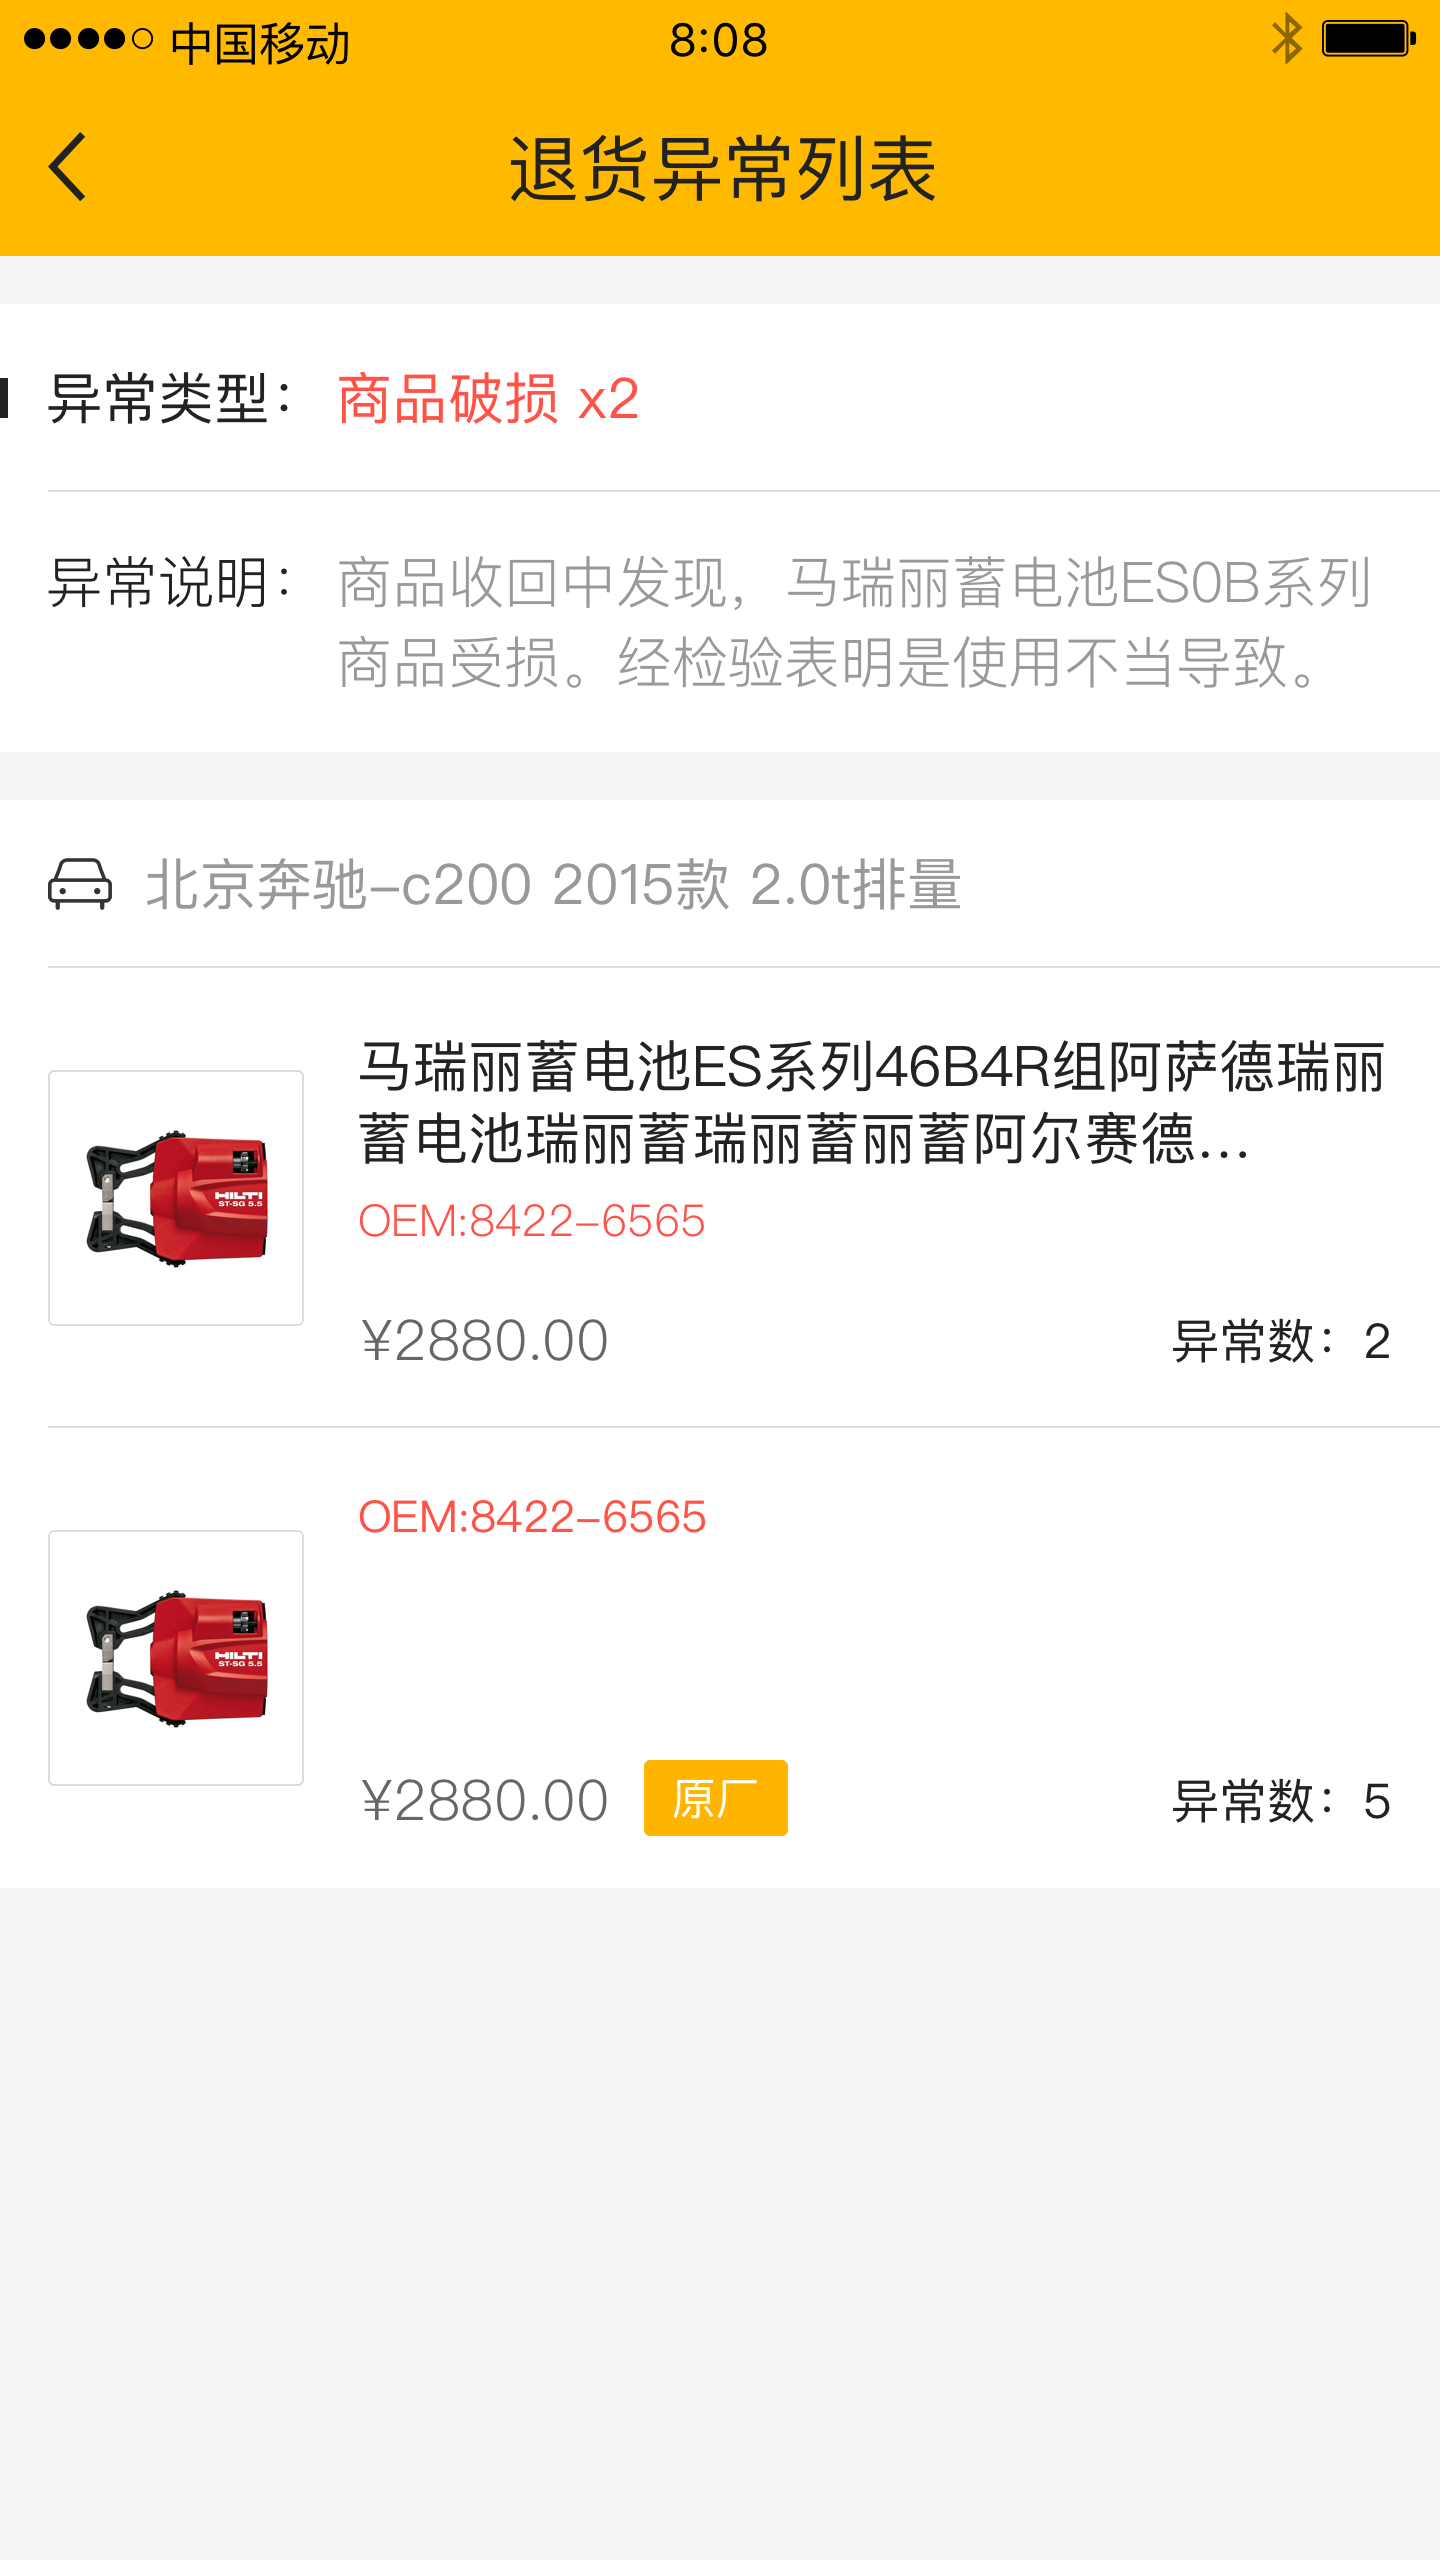 中国移动
8:08
退货异常列表
异常类型： 商品破损 x2
异常说明： 商品收回中发现，马瑞丽蓄电池ES0B系列
商品受损。经检验表明是使用不当导致。
北京奔驰-c200 2015款 2.0t排量
马瑞丽蓄电池ES系列46B4R组阿萨德瑞丽
蓄电池瑞丽蓄瑞丽蓄丽蓄阿尔赛德...
HILTI
ST-SG 5.5
OEM:8422-6565
¥2880.00
异常数：2
OEM:8422-6565
HILTI
ST-SG 5.5
¥2880.00
原厂
异常数：5